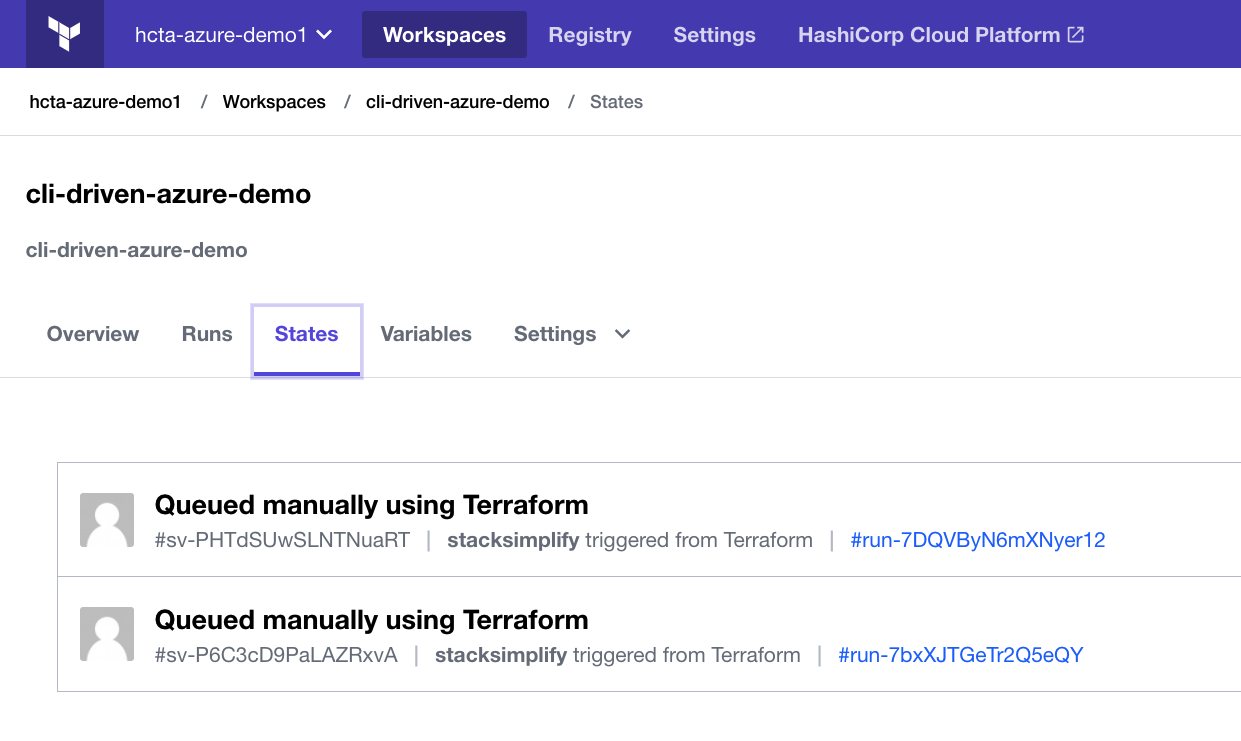 hcta-azure-demo1 Workspaces Registry Settings HashiCorp Cloud Platform
hcta-azure-demo1 / Workspaces / cli-driven-azure-demo / States
cli-driven-azure-demo
cli-driven-azure-demo
Overview Runs States Variables Settings
Queued manually using Terraform
#sv-PHTdSUwSLNTNuaRT | stacksimplify triggered from Terraform | #run-7DQVByN6mXNyer12
Queued manually using Terraform
#sv-P6C3cD9PaLAZRxvA | stacksimplify triggered from Terraform | #run-7bxXJTGeTr2Q5eQY